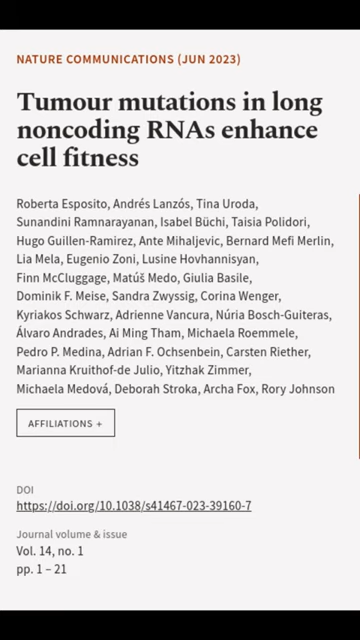 NATURE COMMUNICATIONS (JUN 2023)
Tumour mutations in long
noncoding RNAs enhance
cell fitness
Roberta Esposito, Andrés Lanzós, Tina Uroda,
Sunandini Ramnarayanan, Isabel Büchi, Taisia Polidori,
Hugo Guillen-Ramirez, Ante Mihaljevic, Bernard Mefi Merlin,
Lia Mela, Eugenio Zoni, Lusine Hovhannisyan,
Finn McCluggage, Matúš Medo, Giulia Basile,
Dominik F. Meise, Sandra Zwyssig, Corina Wenger,
Kyriakos Schwarz, Adrienne Vancura, Núria Bosch-Guiteras,
Álvaro Andrades, Ai Ming Tham, Michaela Roemmele,
Pedro P. Medina, Adrian F. Ochsenbein, Carsten Riether,
Marianna Kruithof-de Julio, Yitzhak Zimmer,
Michaela Medová, Deborah Stroka, Archa Fox, Rory Johnson
AFFILIATIONS +
DOI
https://doi.org/10.1038/s41467-023-39160-7
Journal volume & issue
Vol. 14, no. 1
pp. 1 – 21